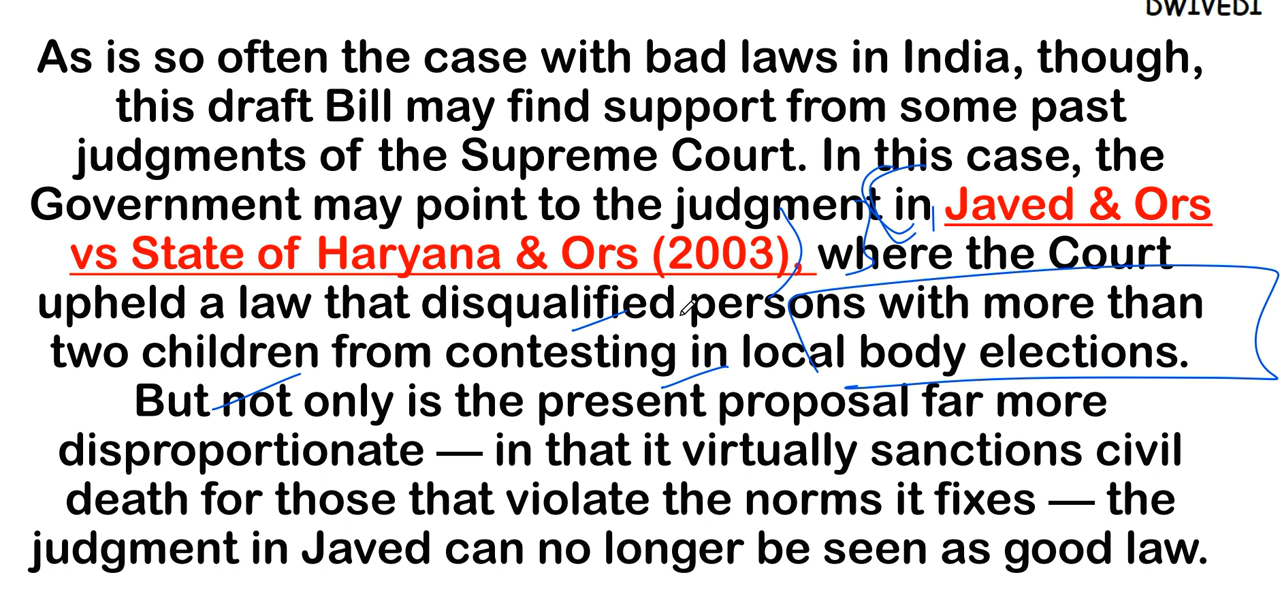 DWIVEDI
As is so often the case with bad laws in India, though,
this draft Bill may find support from some past
judgments of the Supreme Court. In this case, the
Government may point to the judgment in Javed & Ors
vs State of Haryana & Ors (2003), where the Court
upheld a law that disqualified persons with more than
two children from contesting in local body elections.
But not only is the present proposal far more
disproportionate — in that it virtually sanctions civil
death for those that violate the norms it fixes — the
judgment in Javed can no longer be seen as good law.